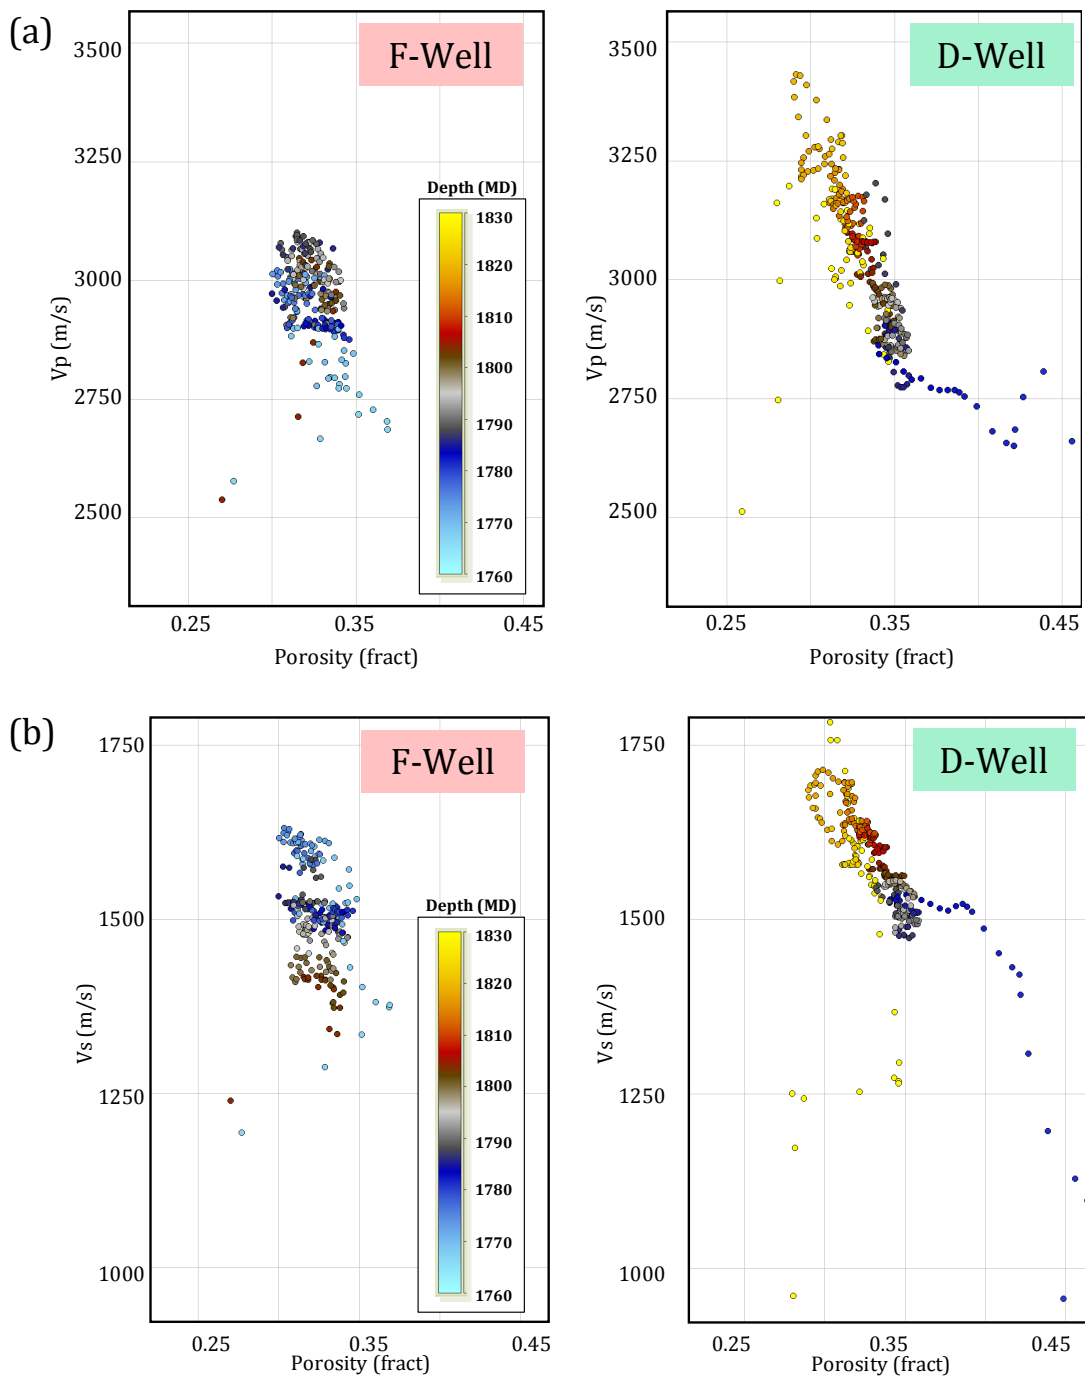 (a)
F-Well
D-Well
3500
3250
3000
2750
2500
Vp (m/s)
Depth (MD)
1830
1820
1810
1800
1790
1780
1770
1760
0.25
0.35
0.45
Porosity (fract)
3500
3250
3000
2750
2500
Vp (m/s)
0.25
0.35
0.45
Porosity (fract)
(b)
F-Well
D-Well
1750
1500
1250
1000
Vs (m/s)
Depth (MD)
1830
1820
1810
1800
1790
1780
1770
1760
0.25
0.35
0.45
Porosity (fract)
1750
1500
1250
1000
Vs (m/s)
0.25
0.35
0.45
Porosity (fract)